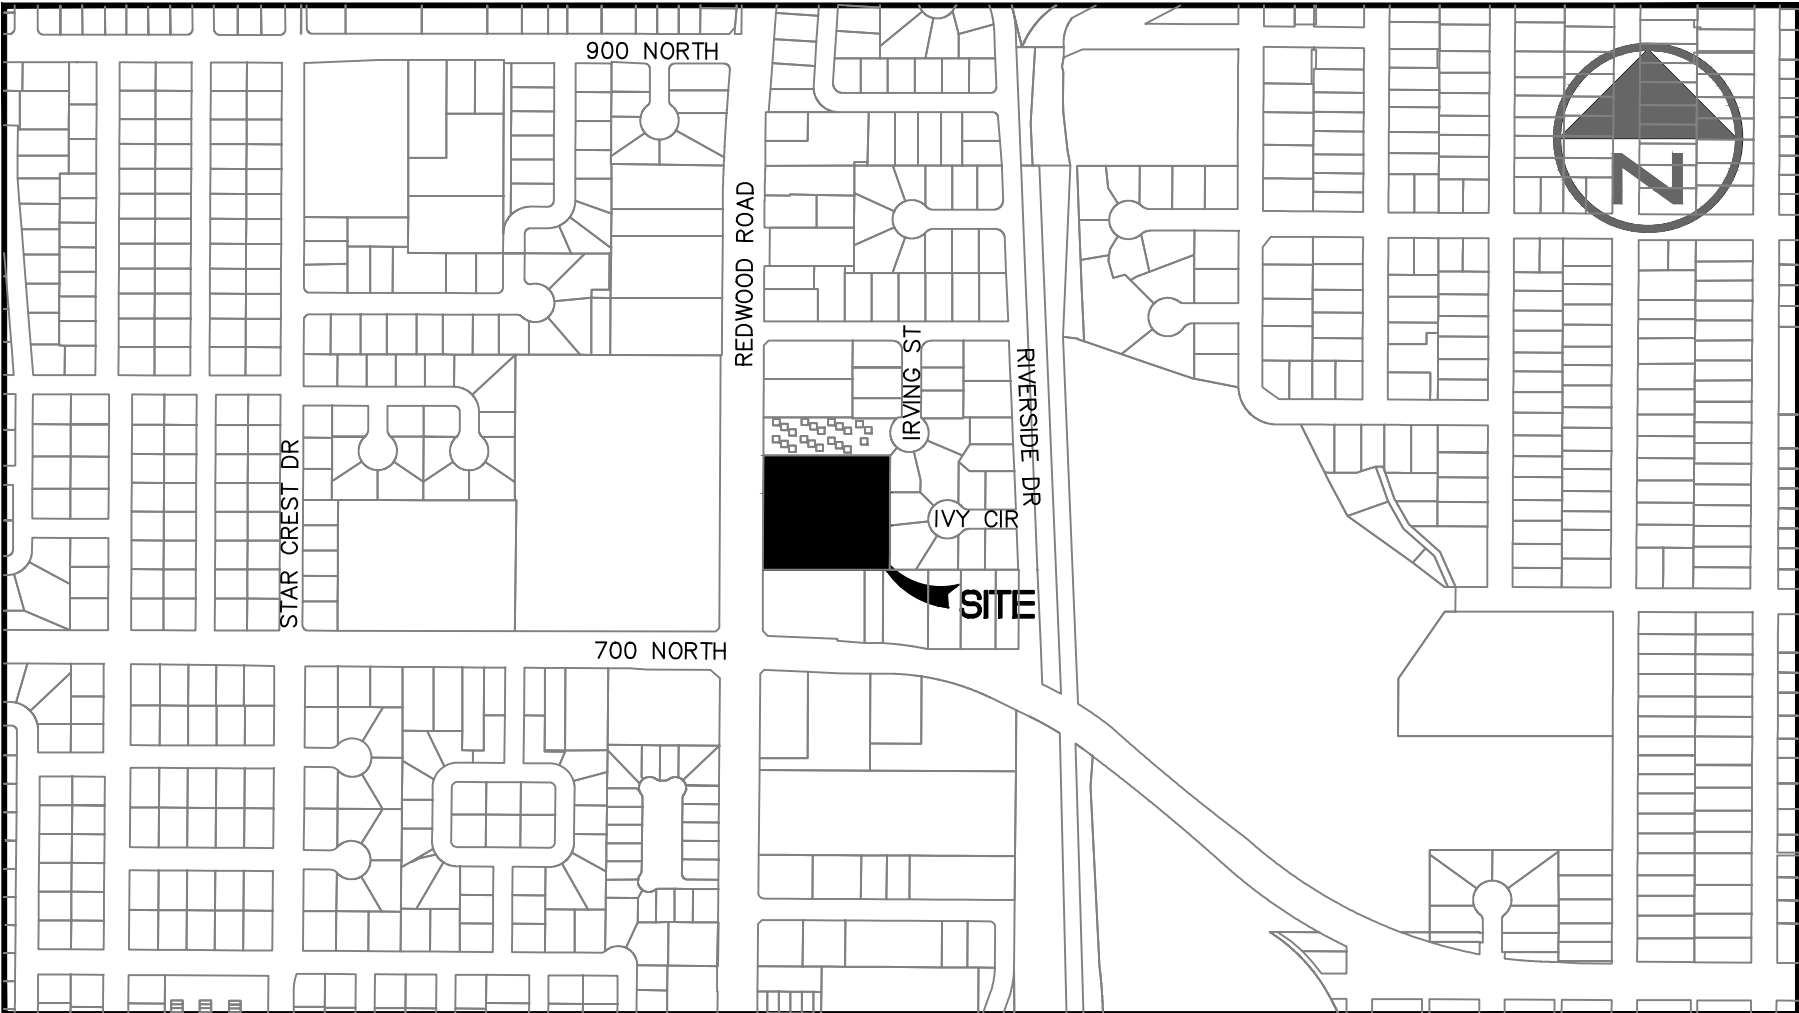 900 NORTH
N
REDWOOD ROAD
IRVING ST
RIVERSIDE DR
STAR CREST DR
IVY CIR
SITE
700 NORTH